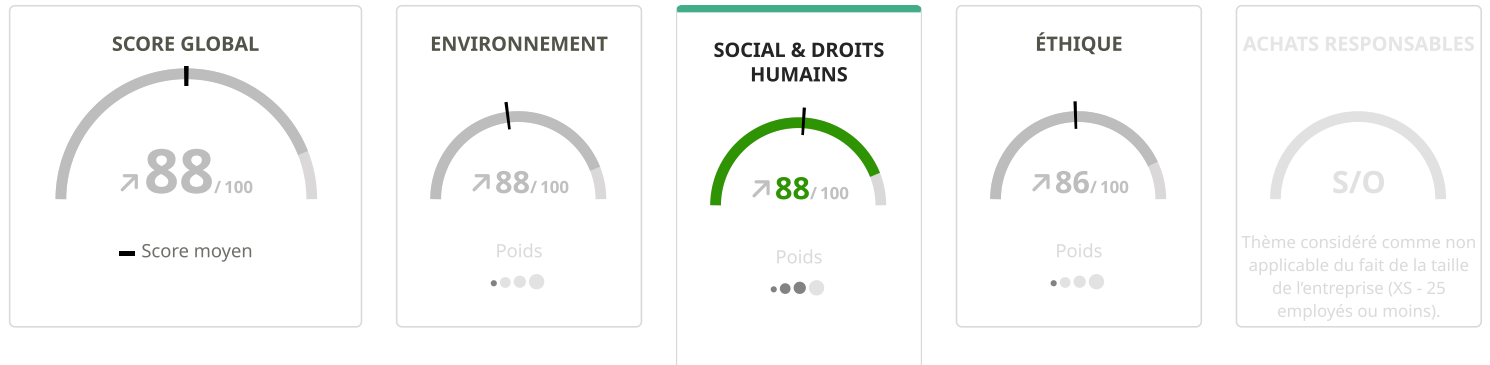 SCORE GLOBAL
88 / 100
Score moyen
ENVIRONNEMENT
88 / 100
Poids
SOCIAL & DROITS
HUMAINS
88 / 100
Poids
ÉTHIQUE
86 / 100
Poids
ACHATS RESPONSABLES
S/O
Thème considéré comme non
applicable du fait de la taille
de l'entreprise (XS - 25
employés ou moins).